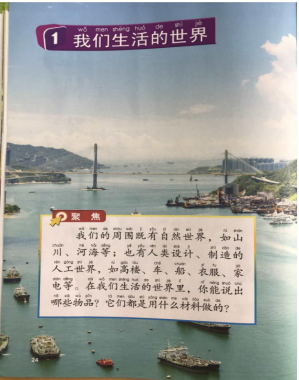 wǒ men shēng huó de shì jiè
1 我们生活的世界
聚 焦
我们的周围既有自然世界，如山
川、河海等；也有人类设计、制造的
人工世界，如高楼、车、船、衣服、家
电等。在我们生活的世界里，你能说出
哪些物品？它们都是用什么材料做的？
24